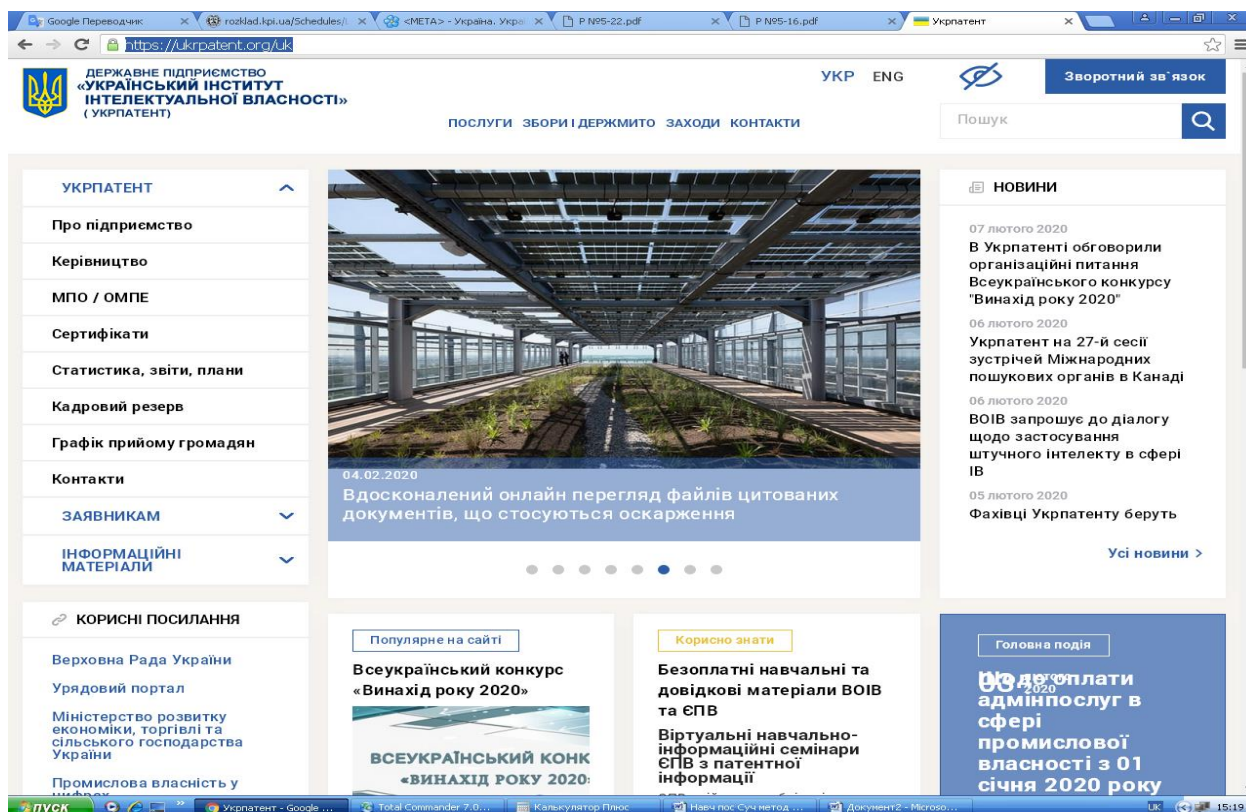 Google Переводчик
rozklad.kpi.ua/Schedules/
<META> - Україна. Укра
P №5-22.pdf
P №5-16.pdf
Укрпатент
https://ukrpatent.org/uk
ДЕРЖАВНЕ ПІДПРИЄМСТВО
«УКРАЇНСЬКИЙ ІНСТИТУТ
ІНТЕЛЕКТУАЛЬНОЇ ВЛАСНОСТІ»
( УКРПАТЕНТ)
УКР ENG
Зворотний зв`язок
ПОСЛУГИ ЗБОРИ І ДЕРЖМИТО ЗАХОДИ КОНТАКТИ
Пошук
УКРПАТЕНТ
Про підприємство
Керівництво
МПО / ОМПЕ
Сертифікати
Статистика, звіти, плани
Кадровий резерв
Графік прийому громадян
Контакти
ЗАЯВНИКАМ
ІНФОРМАЦІЙНІ
МАТЕРІАЛИ
04.02.2020
Вдосконалений онлайн перегляд файлів цитованих
документів, що стосуються оскарження
НОВИНИ
07 лютого 2020
В Укрпатенті обговорили
організаційні питання
Всеукраїнського конкурсу
"Винахід року 2020"
06 лютого 2020
Укрпатент на 27-й сесії
зустрічей Міжнародних
пошукових органів в Канаді
06 лютого 2020
ВОІВ запрошує до діалогу
щодо застосування
штучного інтелекту в сфері
ІВ
05 лютого 2020
Фахівці Укрпатенту беруть
Усі новини >
КОРИСНІ ПОСИЛАННЯ
Верховна Рада України
Урядовий портал
Міністерство розвитку
економіки, торгівлі та
сільського господарства
України
Промислова власність у
цифрах
Популярне на сайті
Всеукраїнський конкурс
«Винахід року 2020»
ВСЕУКРАЇНСЬКИЙ КОНК
«ВИНАХІД РОКУ 2020
Корисно знати
Безоплатні навчальні та
довідкові матеріали ВОІВ
та ЄПВ
Віртуальні навчально-
інформаційні семінари
ЄПВ з патентної
інформації
Головна подія
03 лютого
2020
Щодо оплати
адмінпослуг в
сфері
промислової
власності з 01
січня 2020 року
пуск
Укрпатент - Google ...
Total Commander 7.0...
Калькулятор Плюс
Навч пос Суч метод ...
Документ2 - Microso...
UK
15:19